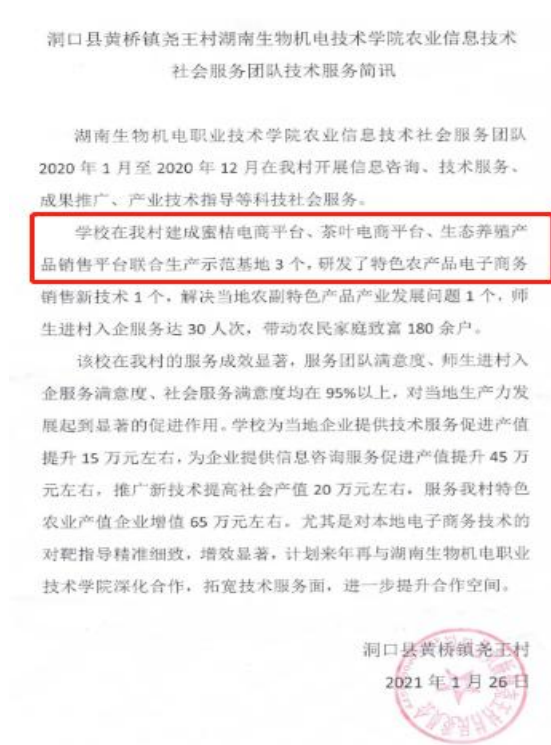 洞口县黄桥镇尧王村湖南生物机电技术学院农业信息技术
社会服务团队技术服务简讯
湖南生物机电职业技术学院农业信息技术社会服务团队
2020 年 1 月至 2020 年 12 月在我村开展信息咨询、技术服务、
成果推广、产业技术指导等科技社会服务。
学校在我村建成蜜桔电商平台、茶叶电商平台、生态养殖产
品销售平台联合生产示范基地 3 个，研发了特色农产品电子商务
销售新技术 1 个，解决当地农副特色产品产业发展问题 1 个，师
生进村入企服务达 30 人次，带动农民家庭致富 180 余户。
该校在我村的服务成效显著，服务团队满意度、师生进村入
企服务满意度、社会服务满意度均在 95%以上，对当地生产力发
展起到显著的促进作用。学校为当地企业提供技术服务促进产值
提升 15 万元左右，为企业提供信息咨询服务促进产值提升 45 万
元左右，推广新技术提高社会产值 20 万元左右，服务我村特色
农业产值企业增值 65 万元左右。尤其是对本地电子商务技术的
对靶指导精准细致，增效显著，计划来年再与湖南生物机电职业
技术学院深化合作，拓宽技术服务面，进一步提升合作空间。
洞口县黄桥镇尧王村
2021 年 1 月 26 日